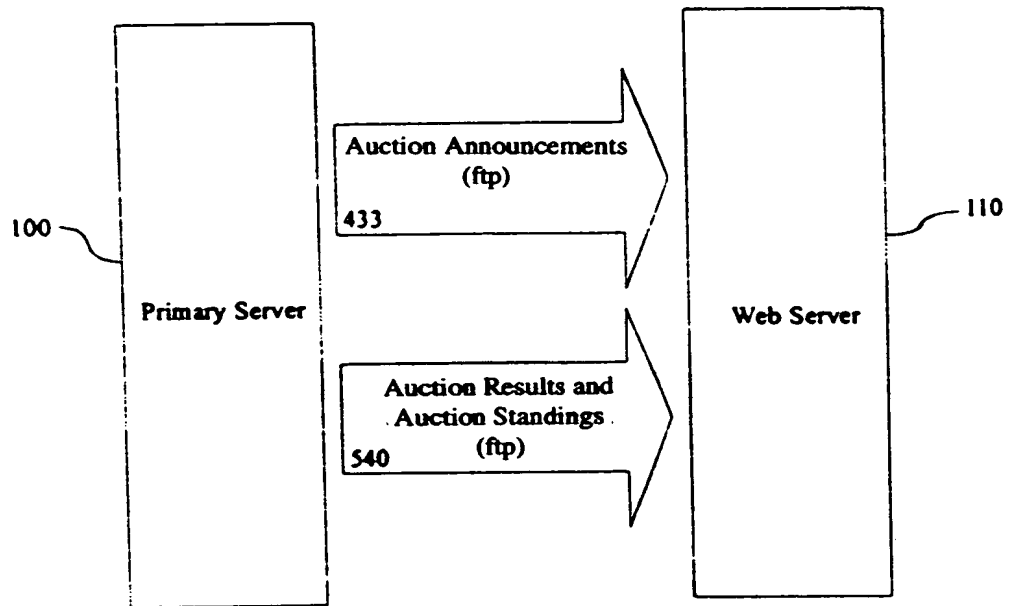 Auction Announcements
(ftp)
433
100
110
Primary Server
Web Server
Auction Results and
Auction Standings
(ftp)
540